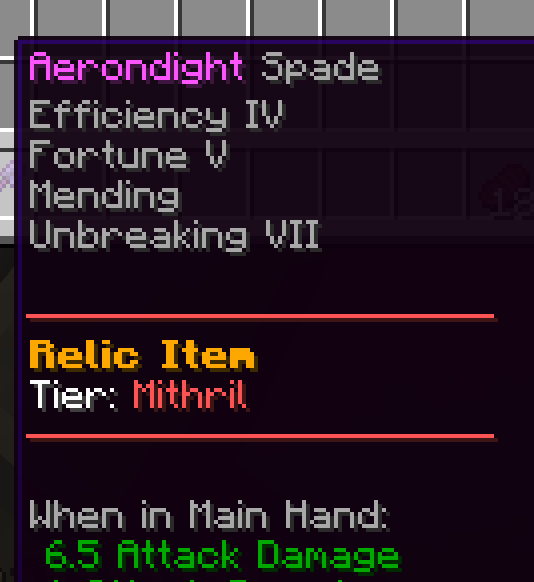 Aerondight Spade
Efficiency IV
Fortune V
Mending
Unbreaking VII
Relic Item
Tier: Mithril
When in Main Hand:
6.5 Attack Damage